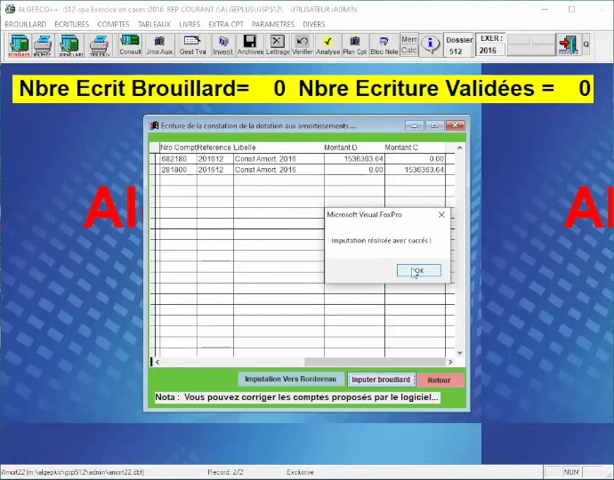 ALGERCO++ :512-spa Exercice en cours :2016 REP COURANT :\ALGEPLUX\GSP512\ UTILISATEUR :ADMIN
BROUILLARD ECRITURES COMPTES TABLEAUX LIVRES EXTRA CPT PARAMETRES DIVERS
Consult Jrnx Aux Gest Tva Invest Archives Lettrage Vérifier Analyse Plan Cpt Bloc Note Mem Calc Dossier 512 EXER : 2016
Nbre Ecrit Brouillard= 0 Nbre Ecriture Validées = 0
Ecriture de la constation de la dotation aux amortissements ...
Nro Compt Reference Libelle Montant D Montant C
682180 201612 Const Amort. 2016 1536363.64 0.00
281800 201612 Const Amort. 2016 0.00 1536363.64
Microsoft Visual FoxPro
Imputation réalisée avec succés !
OK
Imputation Vers Bordereau Inputer brouillard Retour
Nota : Vous pouvez corriger les comptes proposés par le logiciel...
Amort22 (m:\algeplux\gsp512\admin\amort22.dbf) Record: 2/2 Exclusive NUM